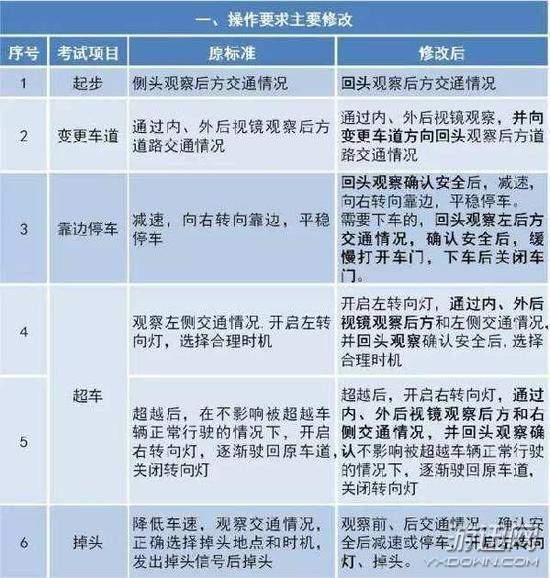 一、操作要求主要修改
序号 考试项目 原标准 修改后
1 起步 侧头观察后方交通情况 回头观察后方交通情况
2 变更车道
通过内、外后视镜观察后方
道路交通情况
通过内、外后视镜观察，并向
变更车道方向回头观察后方道
路交通情况
3 靠边停车
减速，向右转向靠边，平稳
停车
回头观察确认安全后，减速，
向右转向靠边，平稳停车。
需要下车的，回头观察左后方
交通情况，确认安全后，缓
慢打开车门，下车后关闭车
门。
4
超车
观察左侧交通情况.开启左转
向灯，选择合理时机
开启左转向灯，通过内、外后
视镜观察后方和左侧交通情况,
并回头观察确认安全后,选择
合理时机
5
超越后，在不影响被超越车
辆正常行驶的情况下，开启
右转向灯，逐渐驶回原车道,
关闭转向灯
超越后，开启右转向灯，通过
内、外后视镜观察后方和右
侧交通情况，并回头观察确
认不影响被超越车辆正常行驶
的情况下，逐渐驶回原车道,
关闭转向灯
6 掉头
降低车速，观察交通情况，
正确选择掉头地点和时机，
发出掉头信号后掉头
观察前、后交通情况，确认安
全后减速或停车，开启左转向
灯、掉头。
游迅网
YXDOWN.COM